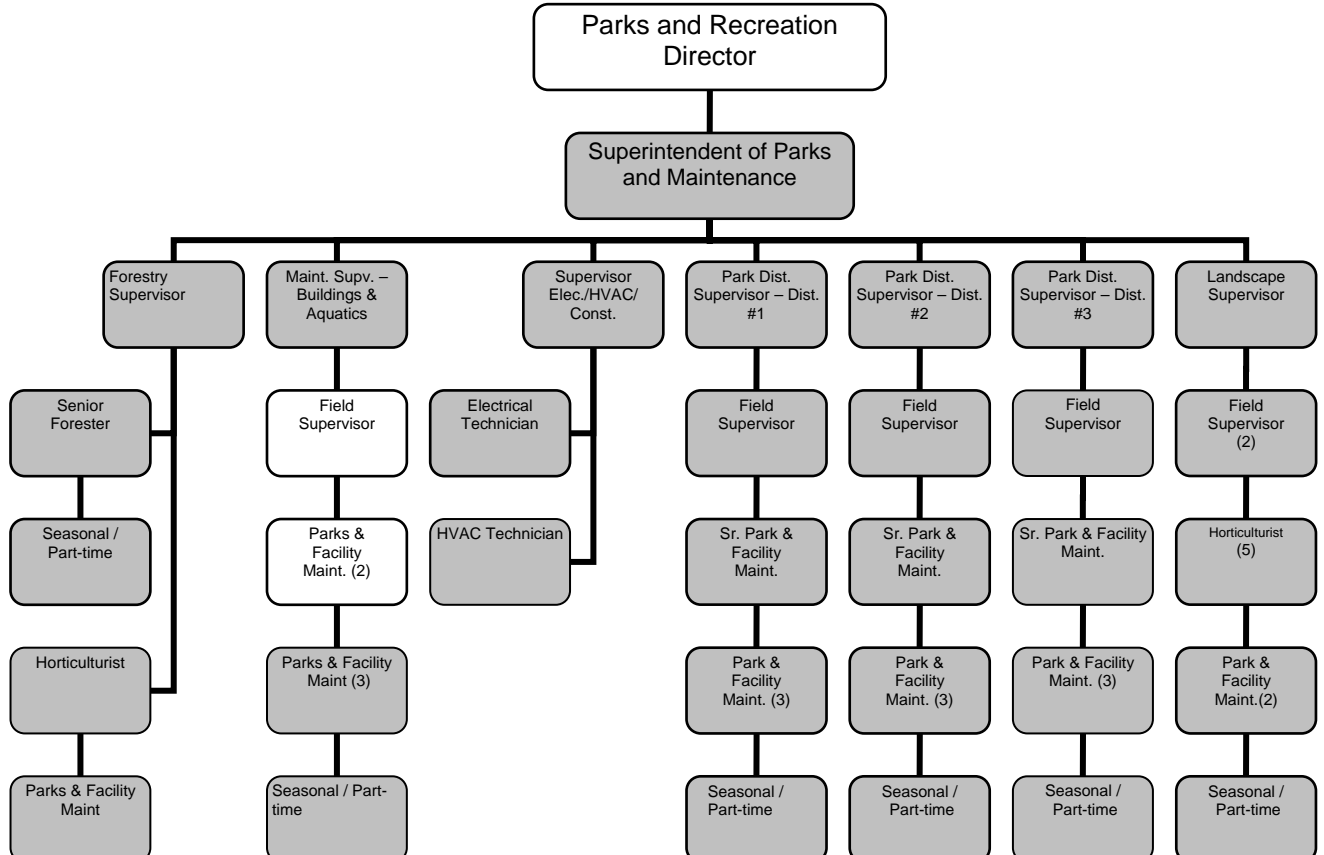 Parks and Recreation
Director
Superintendent of Parks
and Maintenance
Forestry
Supervisor
Maint. Supv. –
Buildings &
Aquatics
Supervisor
Elec./HVAC/
Const.
Park Dist.
Supervisor – Dist.
#1
Park Dist.
Supervisor – Dist.
#2
Park Dist.
Supervisor – Dist.
#3
Landscape
Supervisor
Senior
Forester
Field
Supervisor
Electrical
Technician
Field
Supervisor
Field
Supervisor
Field
Supervisor
Field
Supervisor
(2)
Seasonal /
Part-time
Parks &
Facility
Maint. (2)
HVAC Technician
Sr. Park &
Facility
Maint.
Sr. Park &
Facility
Maint.
Sr. Park & Facility
Maint.
Horticulturist
(5)
Horticulturist
Parks & Facility
Maint (3)
Park &
Facility
Maint. (3)
Park &
Facility
Maint. (3)
Park & Facility
Maint. (3)
Park &
Facility
Maint.(2)
Parks & Facility
Maint
Seasonal / Part-
time
Seasonal /
Part-time
Seasonal /
Part-time
Seasonal /
Part-time
Seasonal /
Part-time